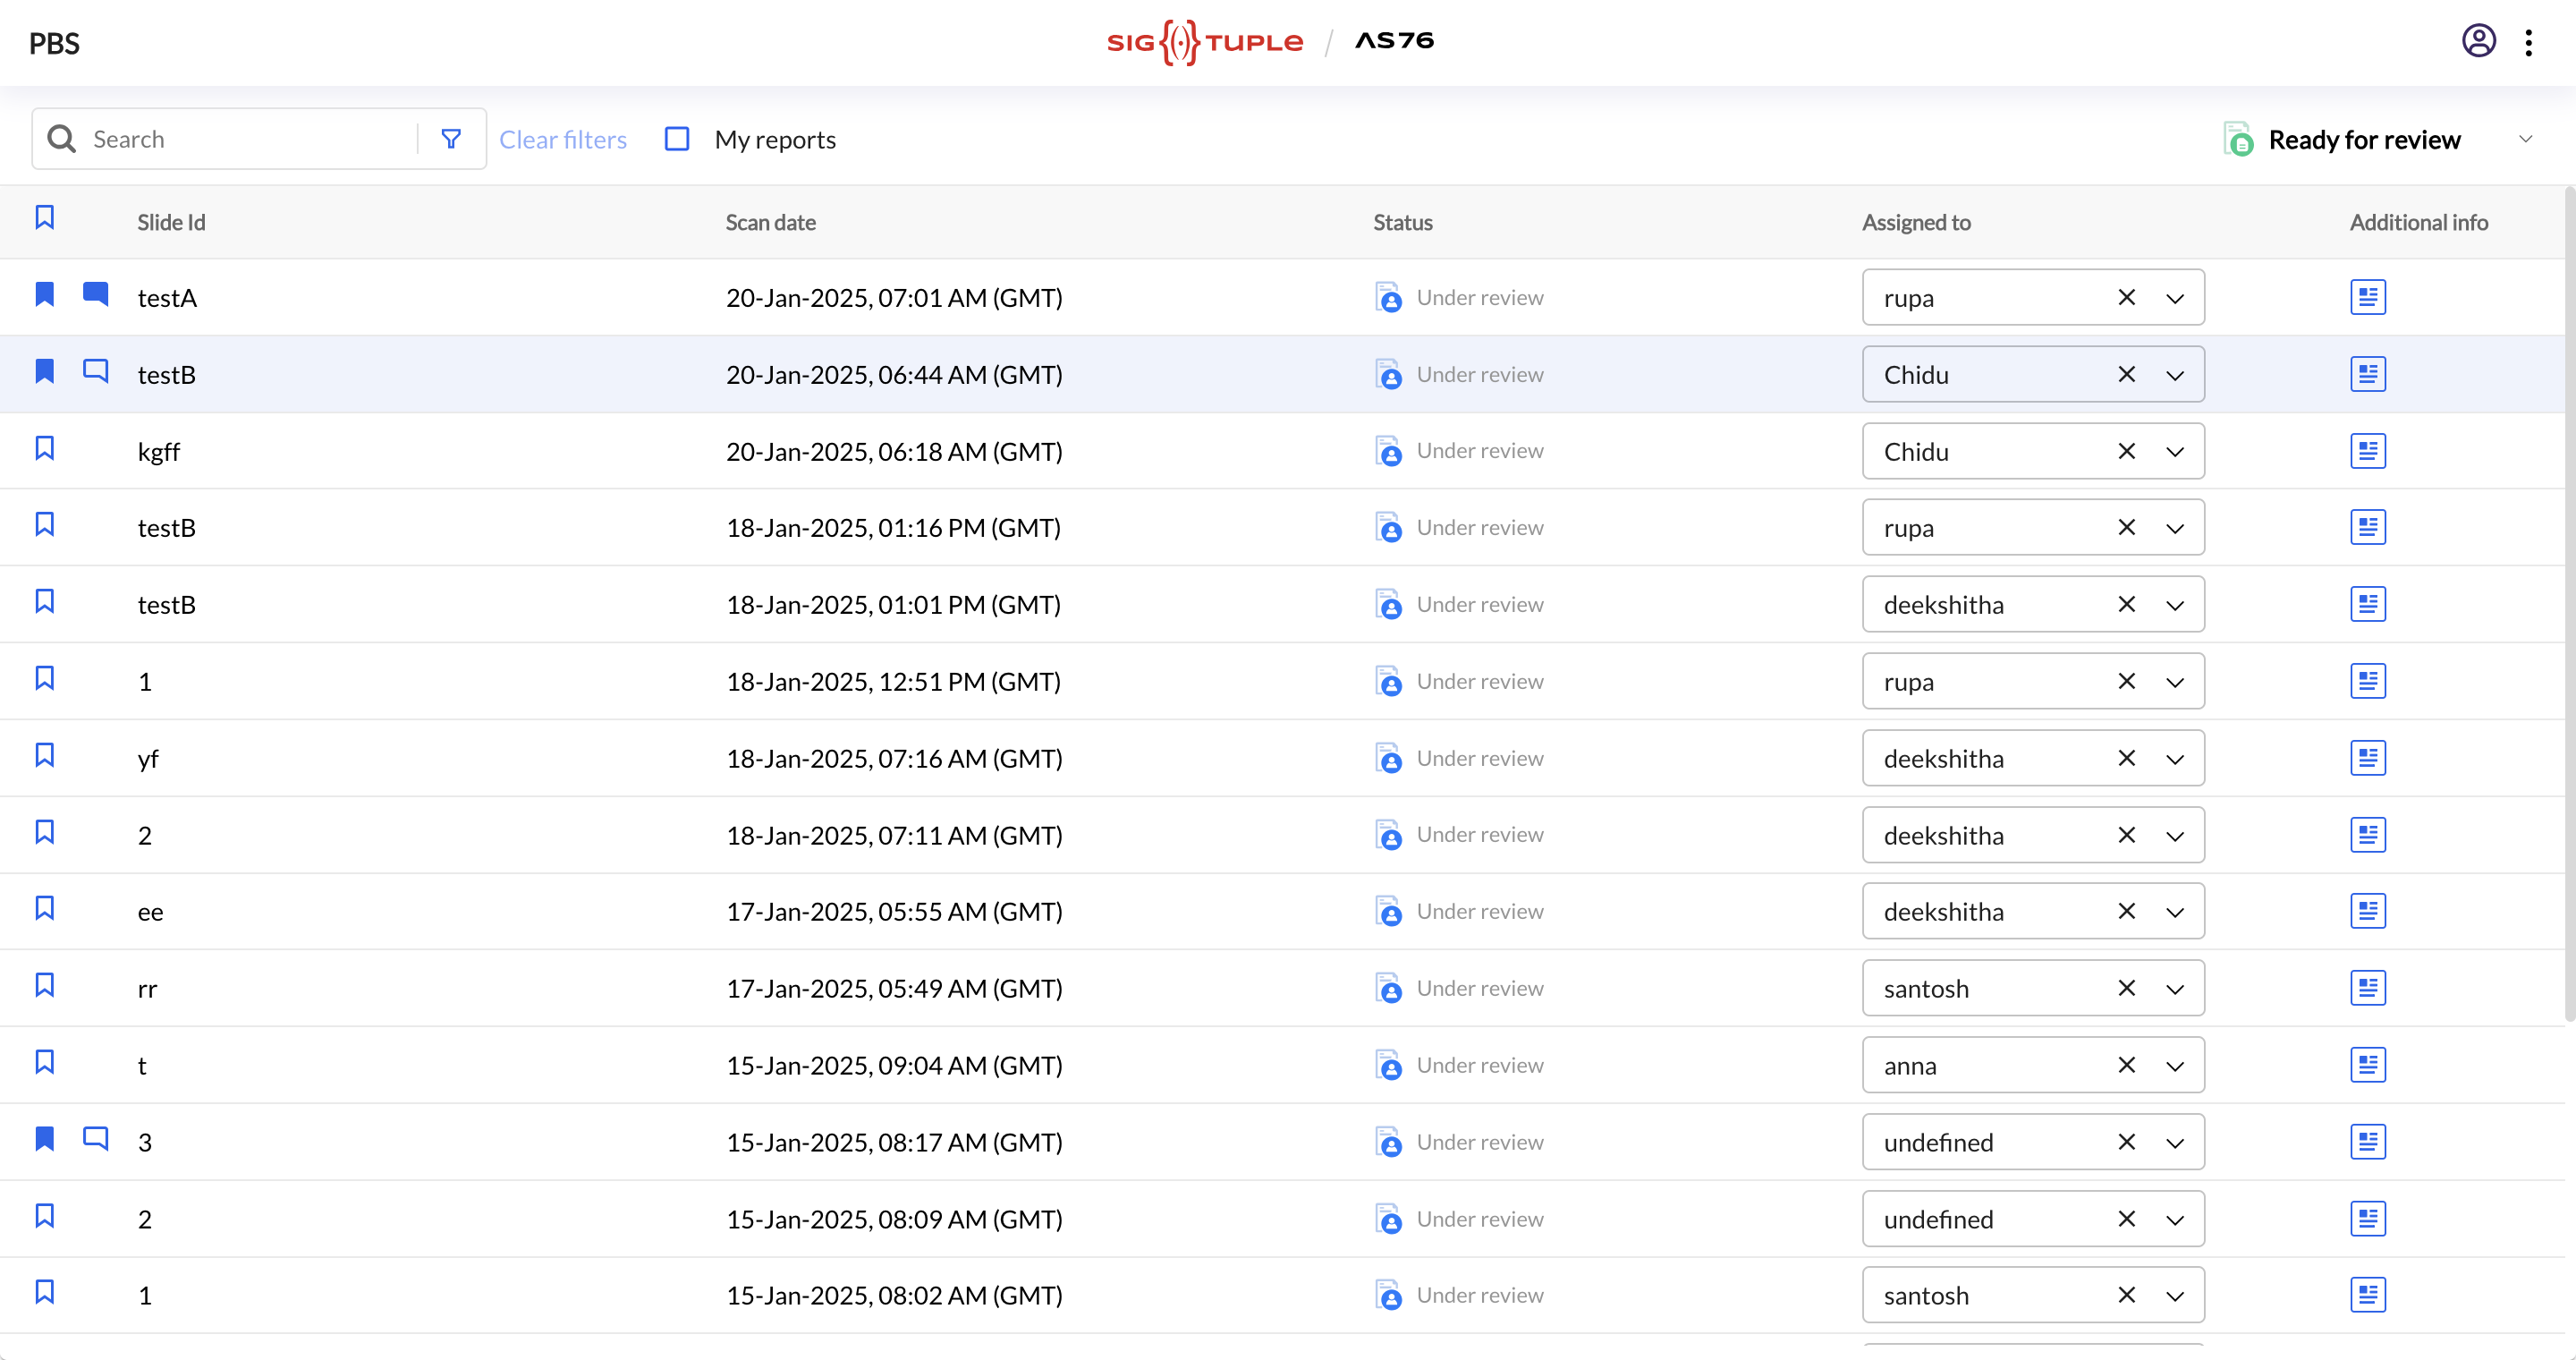 PBS SIG TUPLE / AS76
Search Clear filters My reports Ready for review
Slide Id Scan date Status Assigned to Additional info
testA 20-Jan-2025, 07:01 AM (GMT) Under review rupa
testB 20-Jan-2025, 06:44 AM (GMT) Under review Chidu
kgff 20-Jan-2025, 06:18 AM (GMT) Under review Chidu
testB 18-Jan-2025, 01:16 PM (GMT) Under review rupa
testB 18-Jan-2025, 01:01 PM (GMT) Under review deekshitha
1 18-Jan-2025, 12:51 PM (GMT) Under review rupa
yf 18-Jan-2025, 07:16 AM (GMT) Under review deekshitha
2 18-Jan-2025, 07:11 AM (GMT) Under review deekshitha
ee 17-Jan-2025, 05:55 AM (GMT) Under review deekshitha
rr 17-Jan-2025, 05:49 AM (GMT) Under review santosh
t 15-Jan-2025, 09:04 AM (GMT) Under review anna
3 15-Jan-2025, 08:17 AM (GMT) Under review undefined
2 15-Jan-2025, 08:09 AM (GMT) Under review undefined
1 15-Jan-2025, 08:02 AM (GMT) Under review santosh